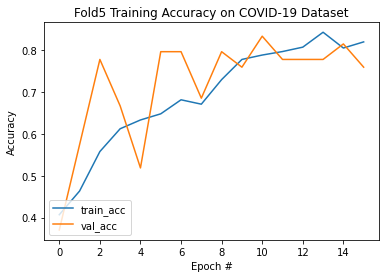 Fold5 Training Accuracy on COVID-19 Dataset
Accuracy
0.8
0.7
0.6
0.5
0.4
train_acc
val_acc
0 2 4 6 8 10 12 14
Epoch #